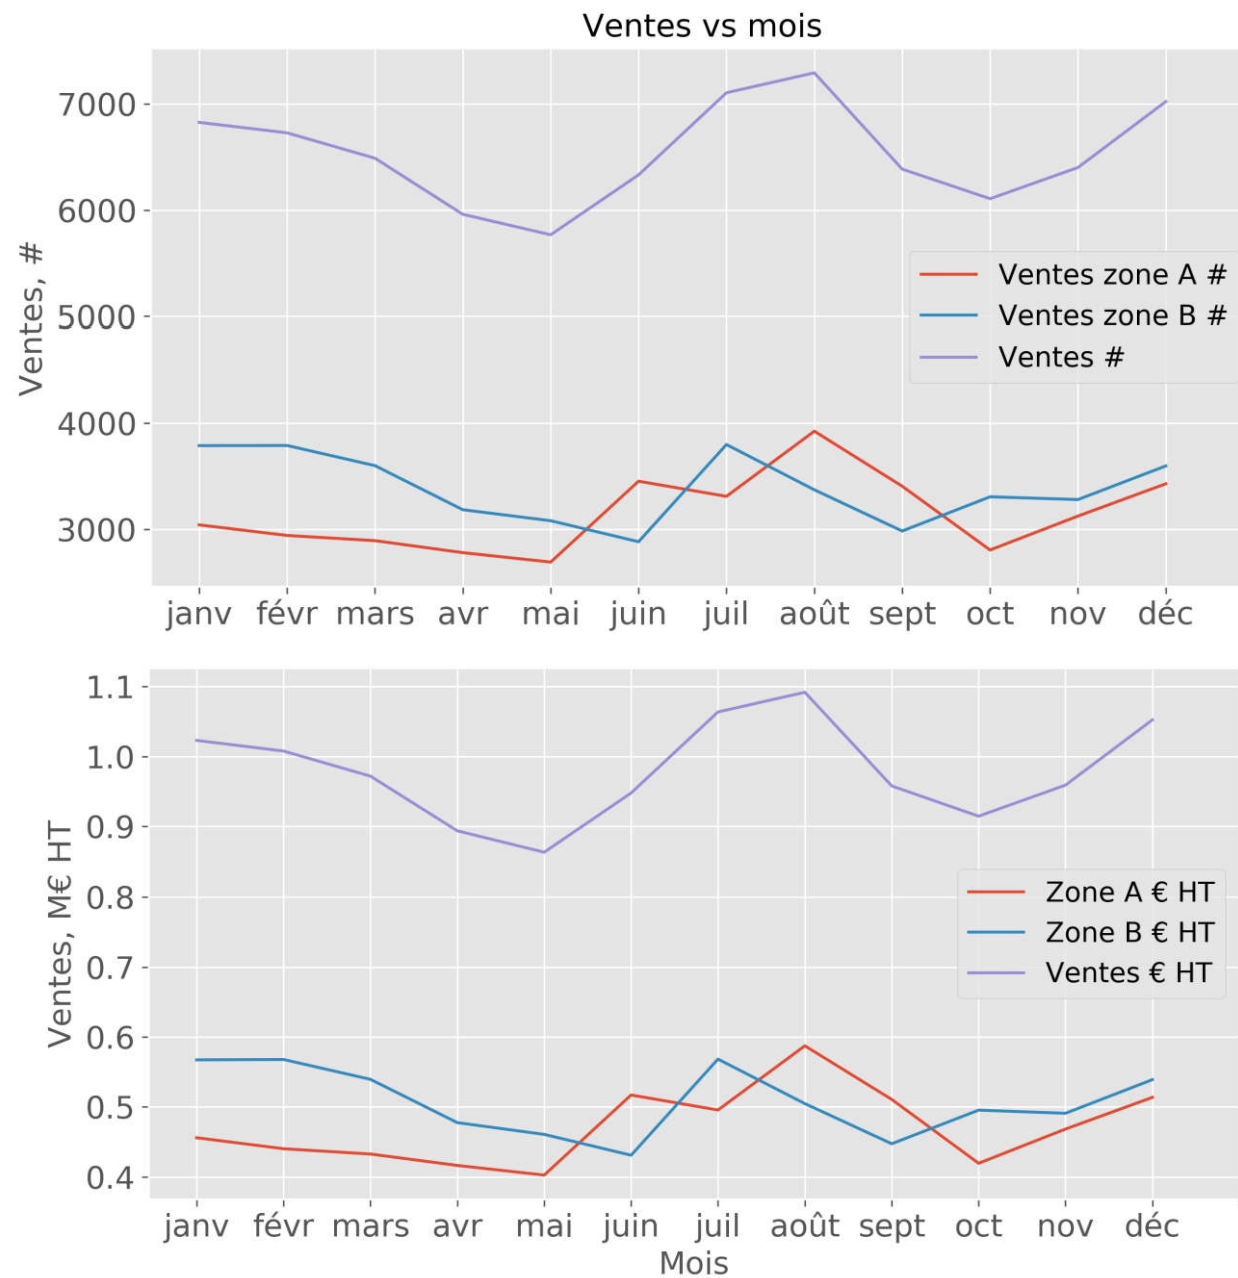 Ventes vs mois
7000
6000
5000
4000
3000
Ventes, #
Ventes zone A #
Ventes zone B #
Ventes #
janv févr mars avr mai juin juil août sept oct nov déc
1.1
1.0
0.9
0.8
0.7
0.6
0.5
0.4
Ventes, M€ HT
Zone A € HT
Zone B € HT
Ventes € HT
janv févr mars avr mai juin juil août sept oct nov déc
Mois